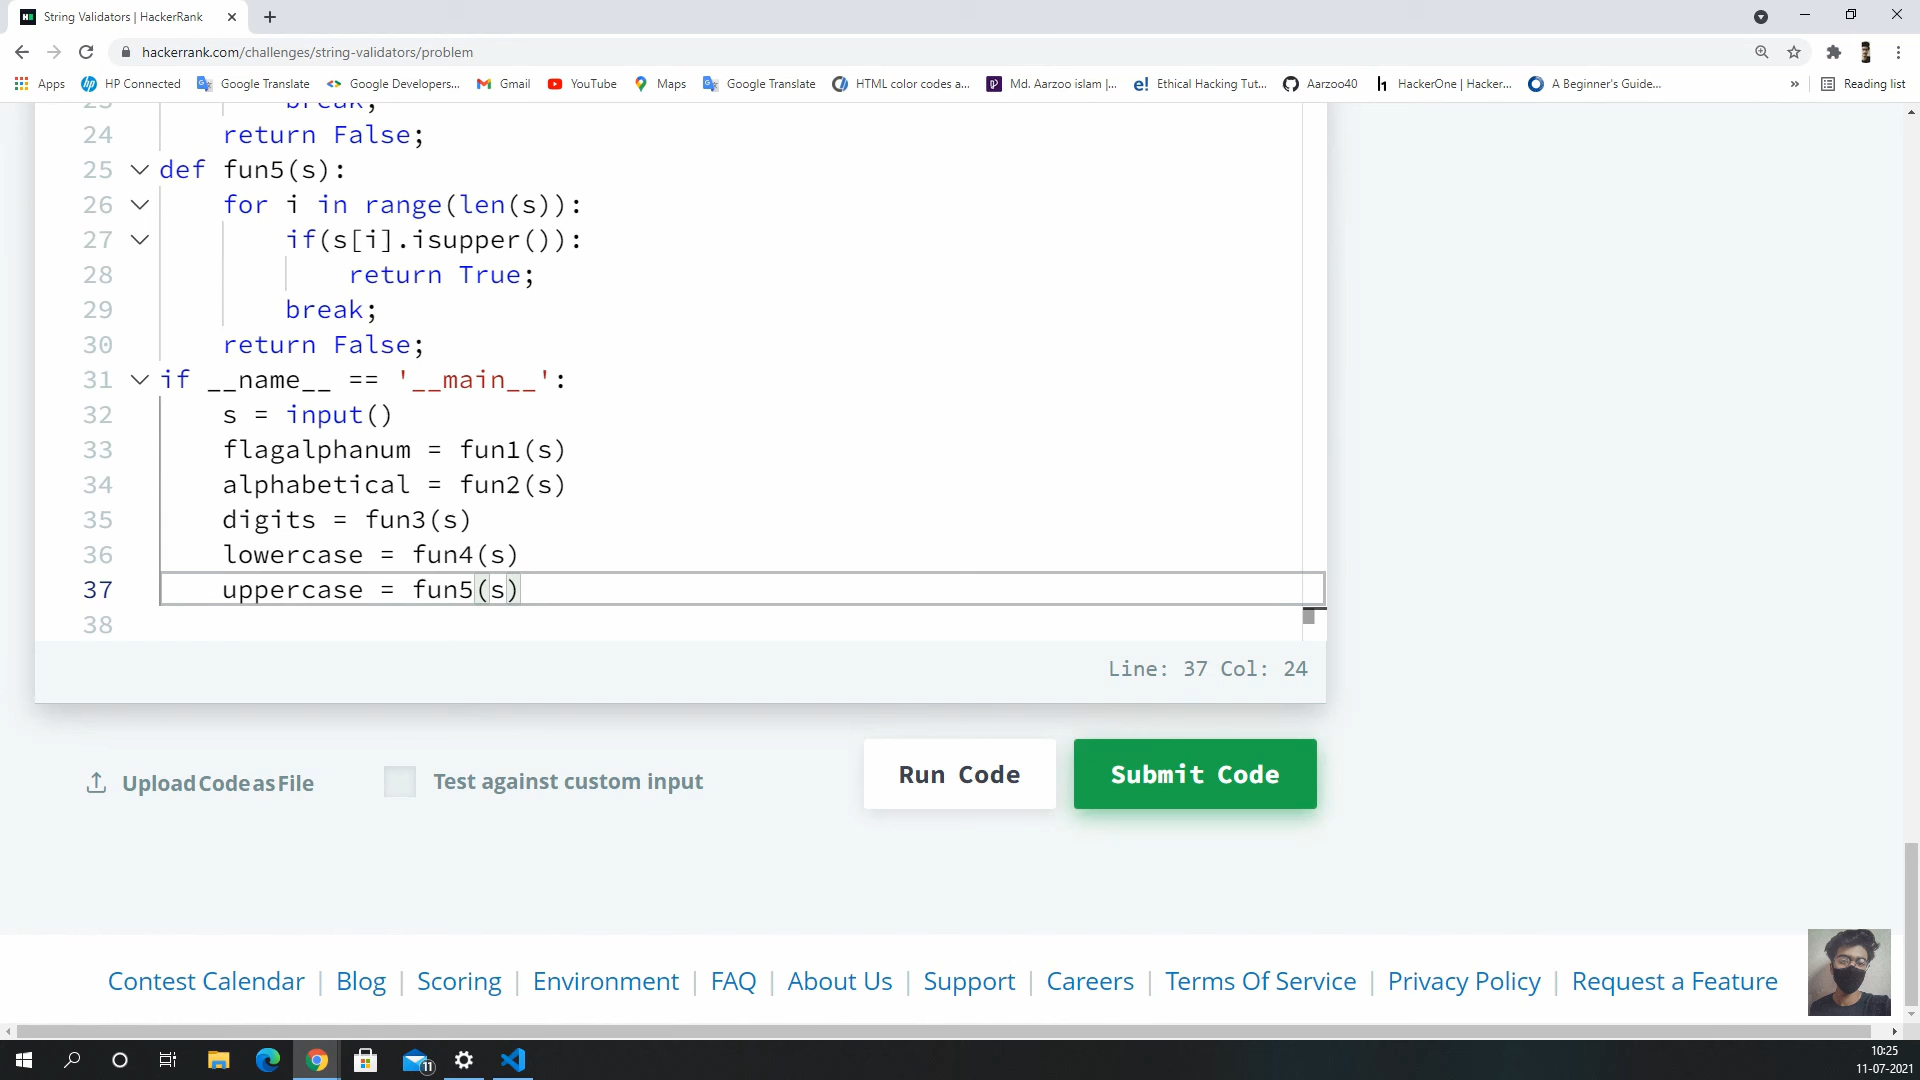 String Validators | HackerRank
hackerrank.com/challenges/string-validators/problem
Apps HP Connected Google Translate Google Developers... Gmail YouTube Maps Google Translate HTML color codes a... Md. Aarzoo islam |... Ethical Hacking Tut... Aarzoo40 HackerOne | Hacker... A Beginner's Guide... » Reading list
23 break;
24 return False;
25 def fun5(s):
26 for i in range(len(s)):
27 if(s[i].isupper()):
28 return True;
29 break;
30 return False;
31 if __name__ == '__main__':
32 s = input()
33 flagalphanum = fun1(s)
34 alphabetical = fun2(s)
35 digits = fun3(s)
36 lowercase = fun4(s)
37 uppercase = fun5(s)
38
Line: 37 Col: 24
Upload Code as File Test against custom input Run Code Submit Code
Contest Calendar | Blog | Scoring | Environment | FAQ | About Us | Support | Careers | Terms Of Service | Privacy Policy | Request a Feature
11
10:25
11-07-2021